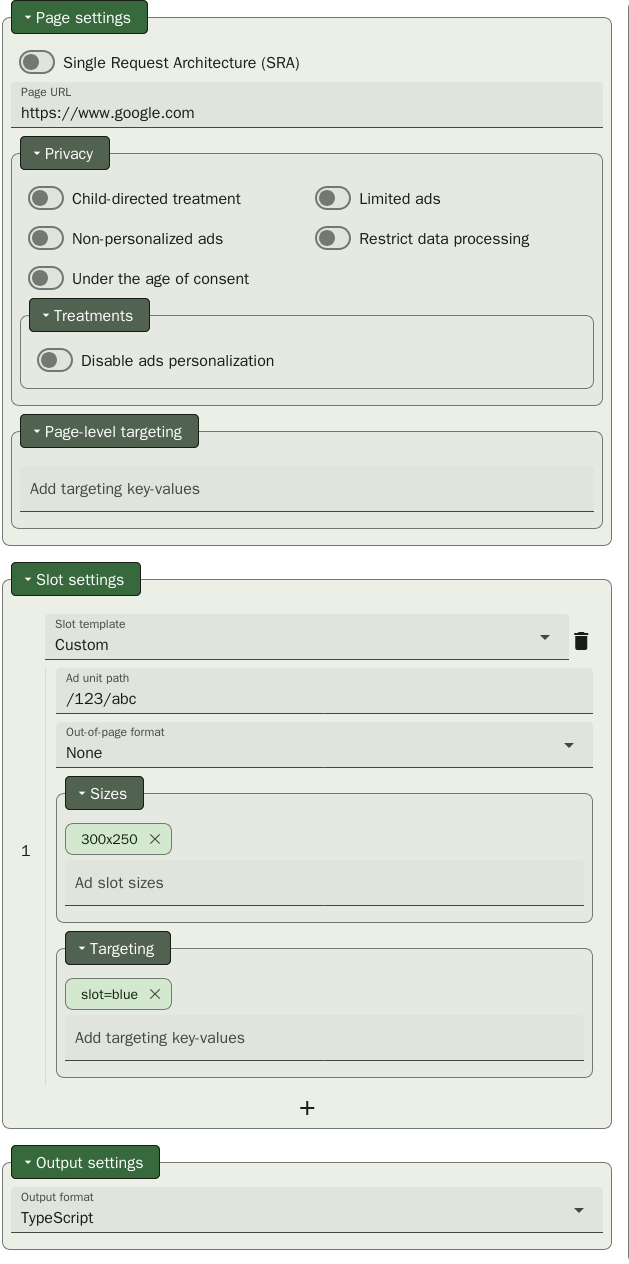 Page settings
Single Request Architecture (SRA)
Page URL
https://www.google.com
Privacy
Child-directed treatment
Limited ads
Non-personalized ads
Restrict data processing
Under the age of consent
Treatments
Disable ads personalization
Page-level targeting
Add targeting key-values
Slot settings
Slot template
Custom
Ad unit path
/123/abc
Out-of-page format
None
Sizes
300x250
1
Ad slot sizes
Targeting
slot=blue
Add targeting key-values
+
Output settings
Output format
TypeScript